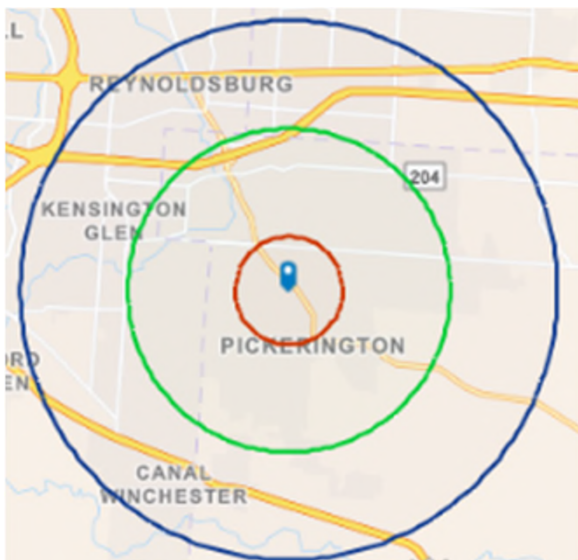 REYNOLDSBURG
204
KENSINGTON
GLEN
PICKERINGTON
CANAL
WINCHESTER